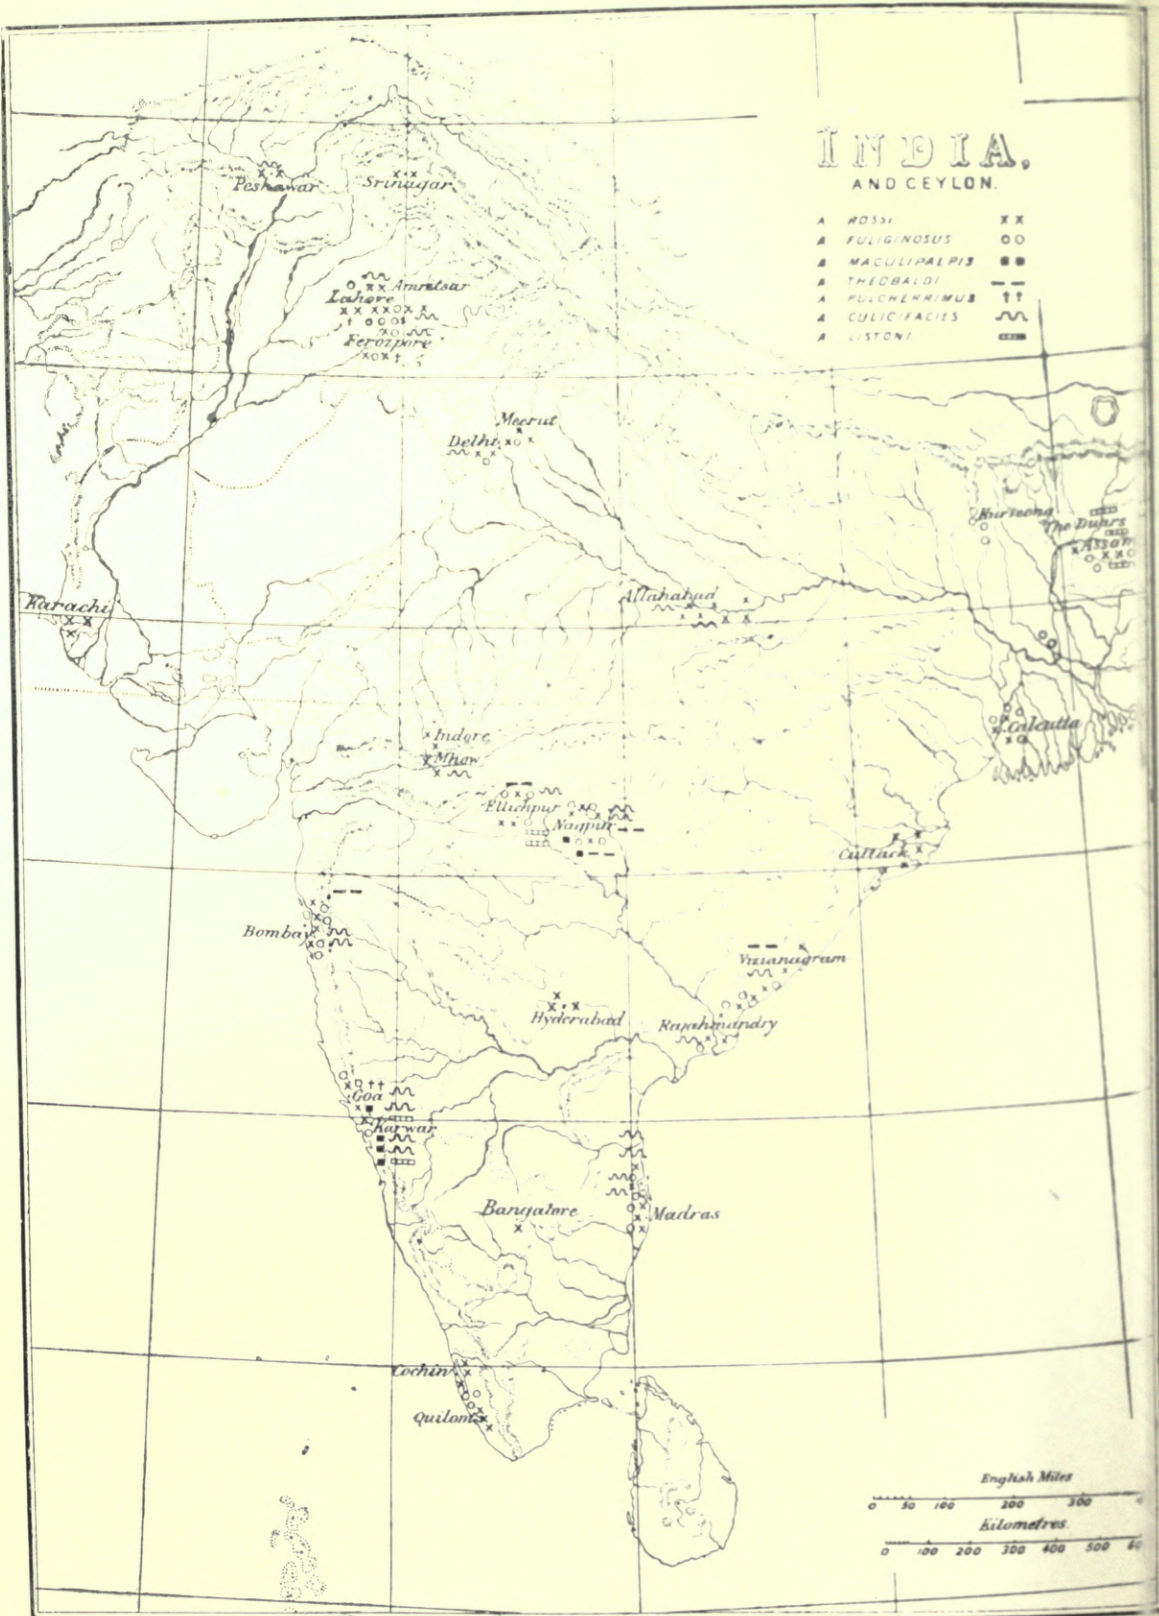 INDIA,
AND CEYLON.
A ROSSI x x
A FULIGINOSUS o o
A MACULIPALPIS ■ ■
A THEOBALDI — —
A PULCHERRIMUS † †
A CULICIFACIES
A LISTONI
Peshawar
Srinagar
Amritsar
Lahore
Ferozpore
Meerut
Delhi
Kurseong
The Duars
Assam
Karachi
Allahabad
Calcutta
Indore
Mhow
Ellichpur
Nagpur
Cuttack
Bombay
Vizianagram
Hyderabad
Rajahmandry
Goa
Karwar
Bangalore
Madras
Cochin
Quilon
English Miles
0 50 100 200 300
Kilometres.
0 100 200 300 400 500 60